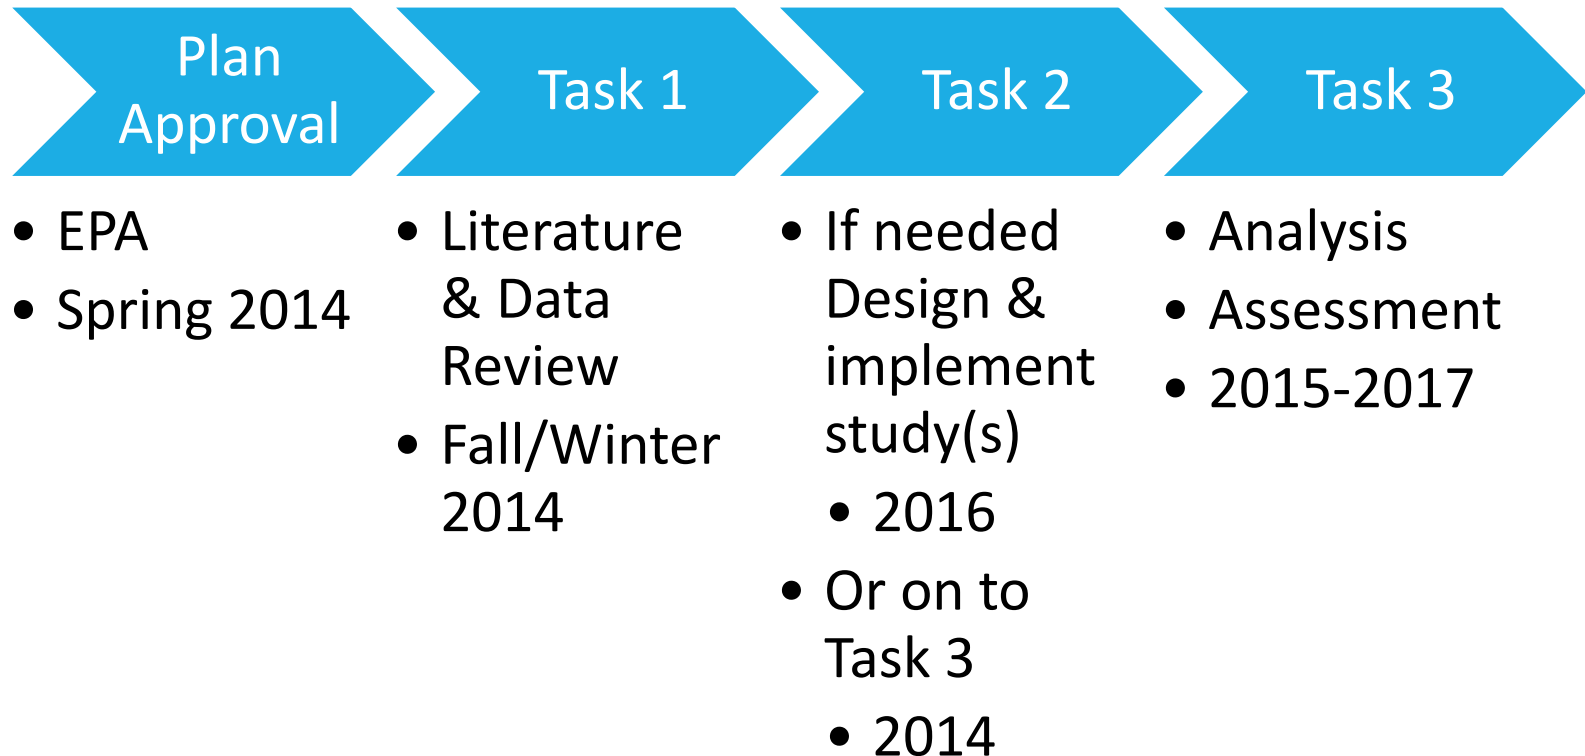 Plan
Approval
• EPA
• Spring 2014
Task 1
• Literature
& Data
Review
• Fall/Winter
2014
Task 2
• If needed
Design &
implement
study(s)
• 2016
• Or on to
Task 3
• 2014
Task 3
• Analysis
• Assessment
• 2015-2017